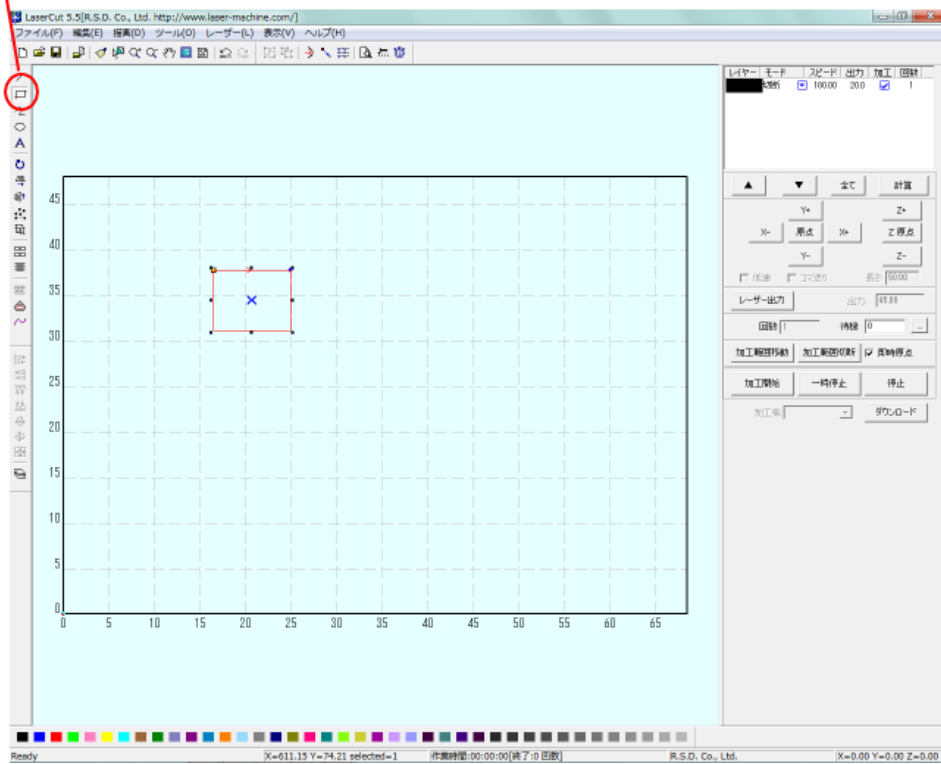 LaserCut 5.5[R.S.D. Co., Ltd. http://www.laser-machine.com/]
ファイル(F) 編集(E) 描画(D) ツール(O) レーザー(L) 表示(V) ヘルプ(H)
レイヤー モード スピード 出力 加工 回数
切断 100.00 20.0 1
▲ ▼ 全て 計算
Y+ Z+
X- 原点 X+ Z 原点
Y- Z-
低速 コマ送り 長さ 50.00
レーザー出力 出力
回数 1 待機 0 ...
加工範囲移動 加工範囲切断 即時原点
加工開始 一時停止 停止
ダウンロード
45
40
35
30
25
20
15
10
5
0
0 5 10 15 20 25 30 35 40 45 50 55 60 65
A
Ready X=611.15 Y=74.21 selected=1 作業時間:00:00:00[終了:0 回数] R.S.D. Co., Ltd. X=0.00 Y=0.00 Z=0.00